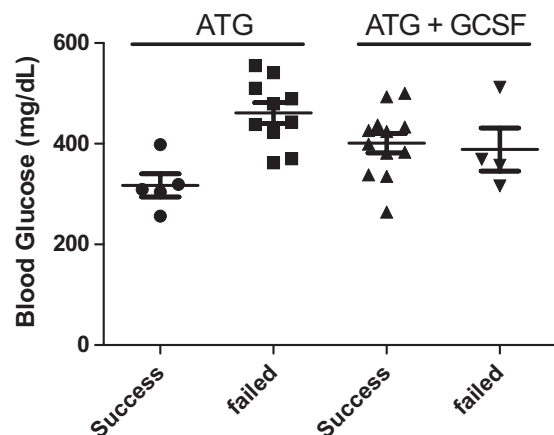 ATG
ATG + GCSF
Blood Glucose (mg/dL)
600
400
200
0
Success
failed
Success
failed